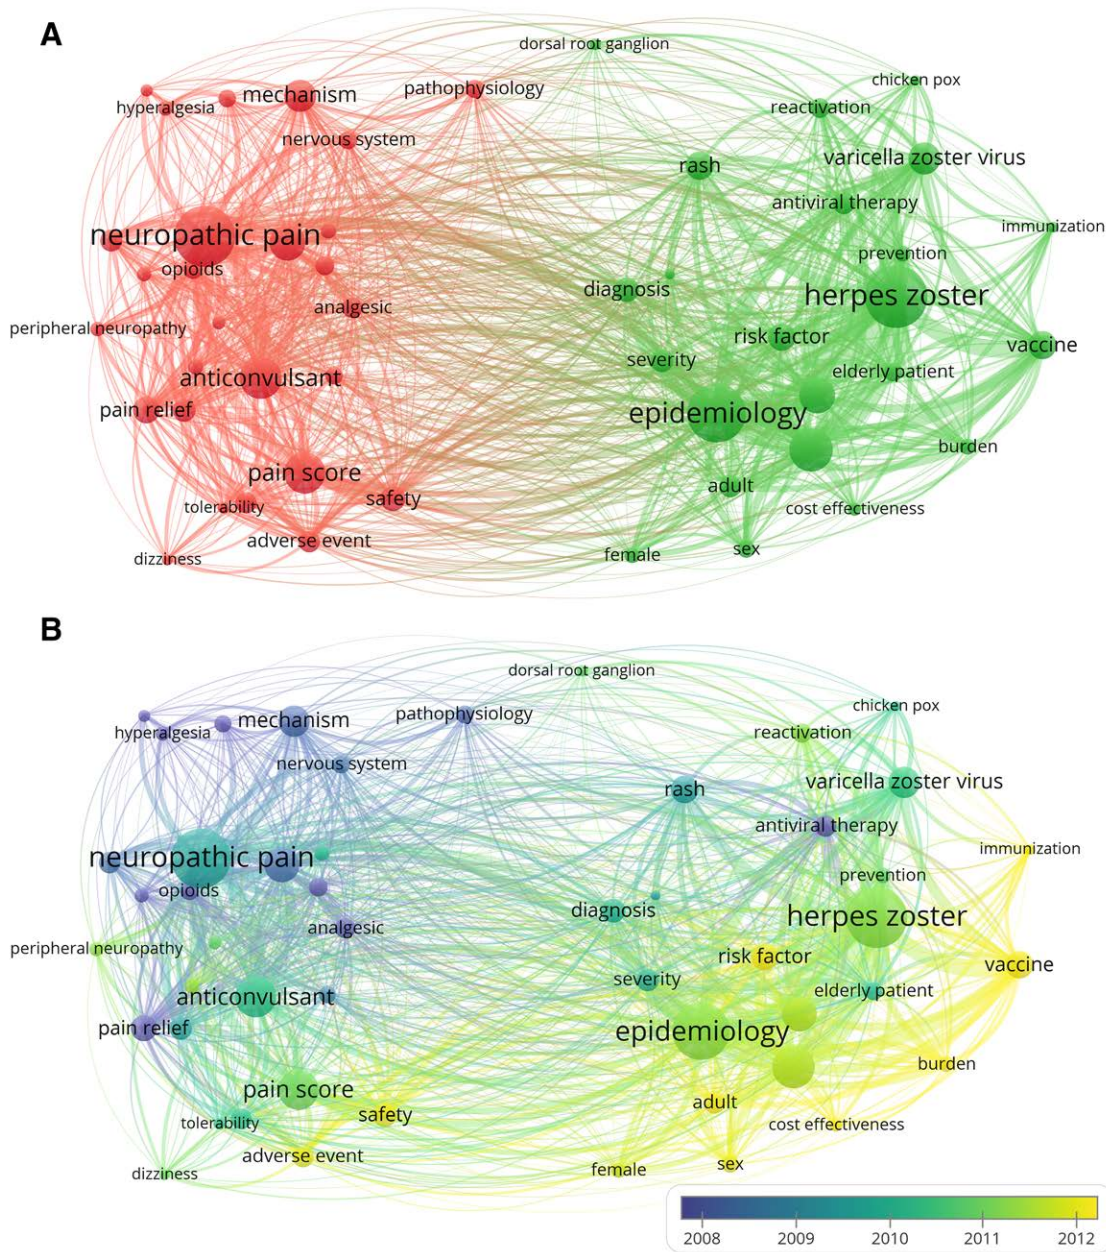 A
dorsal root ganglion
chicken pox
hyperalgesia
mechanism
pathophysiology
reactivation
nervous system
rash
varicella zoster virus
antiviral therapy
immunization
neuropathic pain
prevention
opioids
diagnosis
herpes zoster
analgesic
peripheral neuropathy
risk factor
vaccine
severity
elderly patient
anticonvulsant
pain relief
epidemiology
burden
pain score
adult
tolerability
safety
cost effectiveness
adverse event
dizziness
female
sex
B
dorsal root ganglion
chicken pox
hyperalgesia
mechanism
pathophysiology
reactivation
nervous system
rash
varicella zoster virus
antiviral therapy
immunization
neuropathic pain
prevention
opioids
diagnosis
herpes zoster
analgesic
peripheral neuropathy
risk factor
vaccine
severity
elderly patient
anticonvulsant
pain relief
epidemiology
burden
pain score
adult
tolerability
safety
cost effectiveness
adverse event
dizziness
female
sex
2008 2009 2010 2011 2012